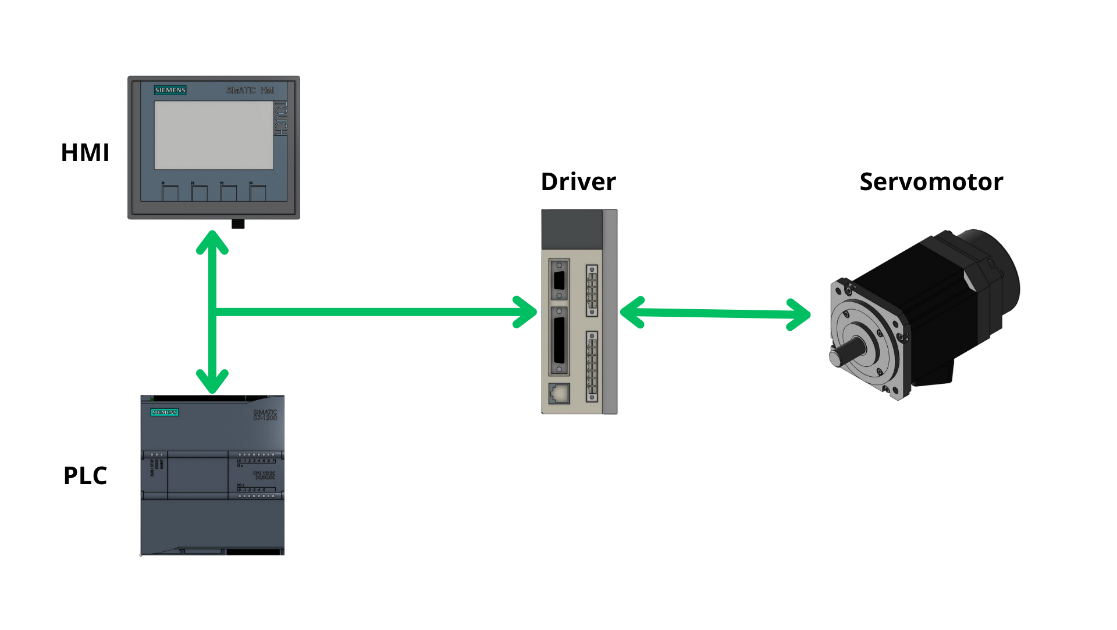 SIEMENS
SIMATIC HMI
HMI
Driver
Servomotor
SIEMENS
SIMATIC
S7-1200
PLC